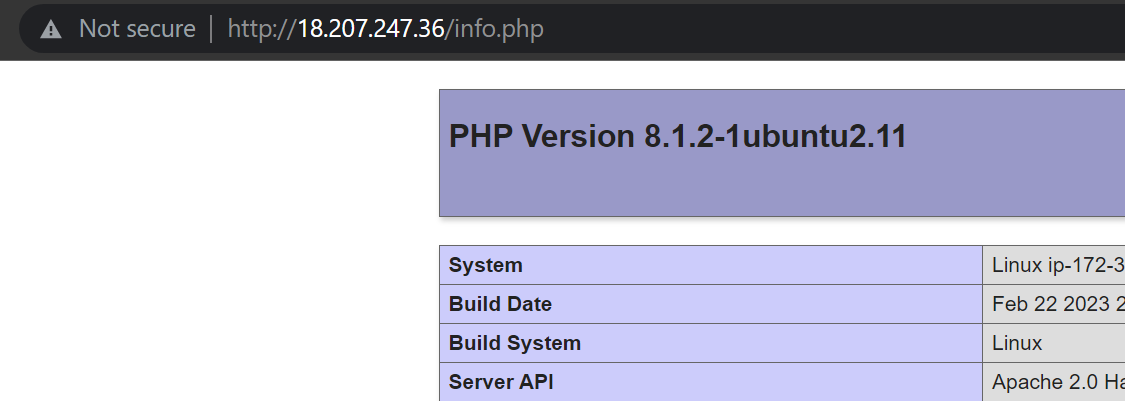 Not secure http://18.207.247.36/info.php
PHP Version 8.1.2-1ubuntu2.11
System Linux ip-172-3
Build Date Feb 22 2023 2
Build System Linux
Server API Apache 2.0 Ha